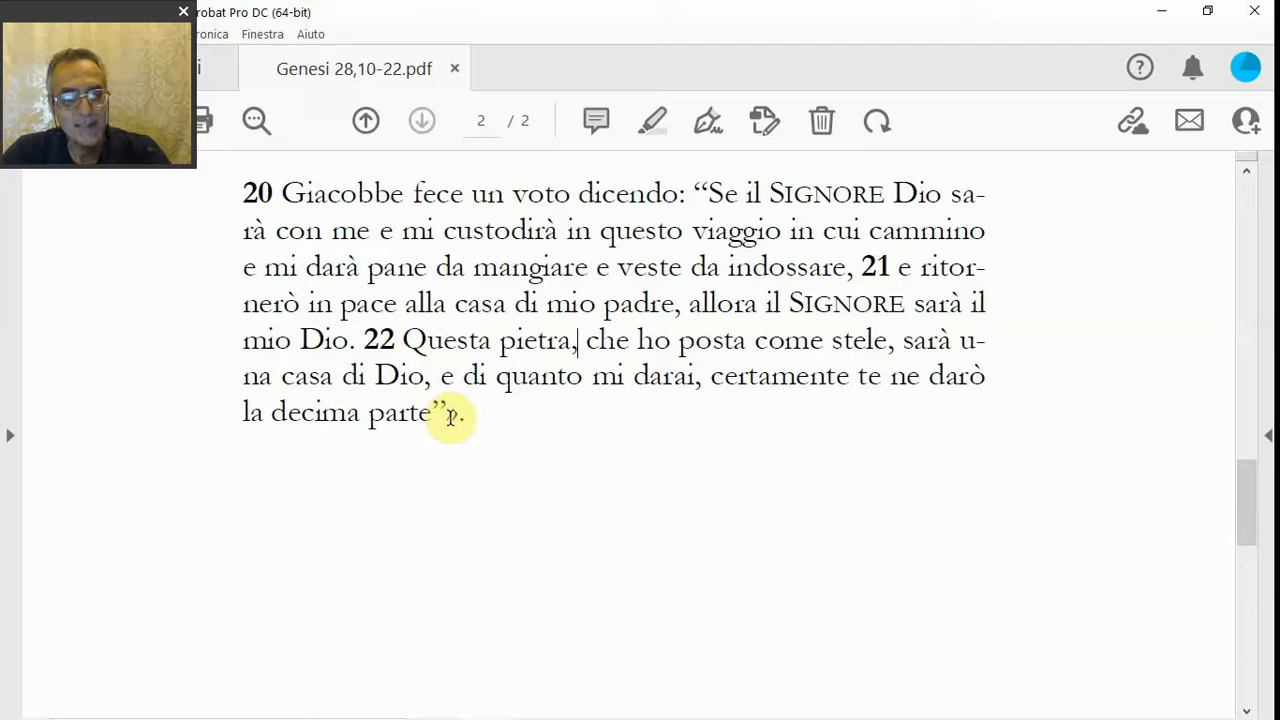 robat Pro DC (64-bit)
ronica Finestra Aiuto
i Genesi 28,10-22.pdf
2 / 2
20 Giacobbe fece un voto dicendo: “Se il SIGNORE Dio sa-
rà con me e mi custodirà in questo viaggio in cui cammino
e mi darà pane da mangiare e veste da indossare, 21 e ritor-
nerò in pace alla casa di mio padre, allora il SIGNORE sarà il
mio Dio. 22 Questa pietra, che ho posta come stele, sarà u-
na casa di Dio, e di quanto mi darai, certamente te ne darò
la decima parte”.